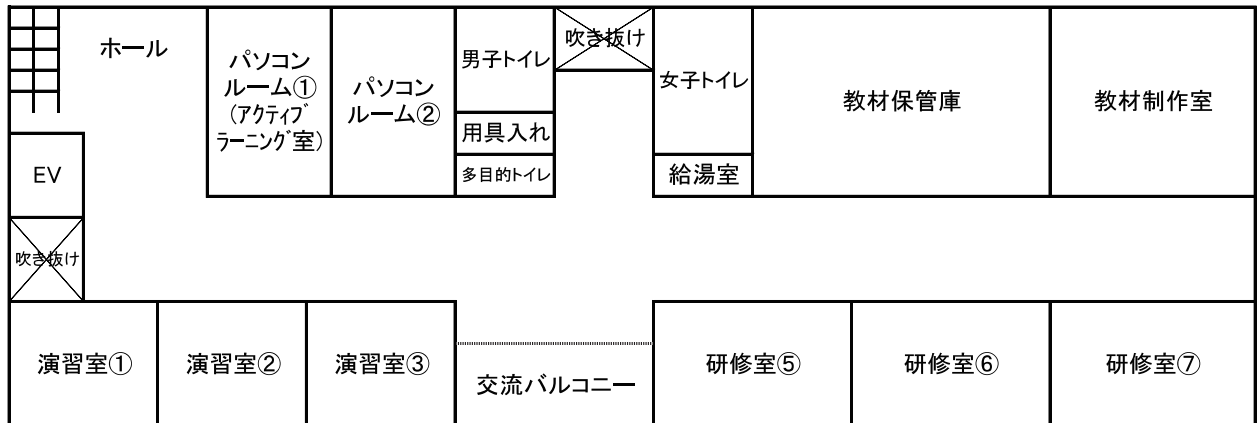 ホール
パソコン
ルーム①
(アクティブ
ラーニング室)
パソコン
ルーム②
男子トイレ
用具入れ
多目的トイレ
吹き抜け
女子トイレ
給湯室
教材保管庫
教材制作室
EV
吹き抜け
演習室①
演習室②
演習室③
交流バルコニー
研修室⑤
研修室⑥
研修室⑦